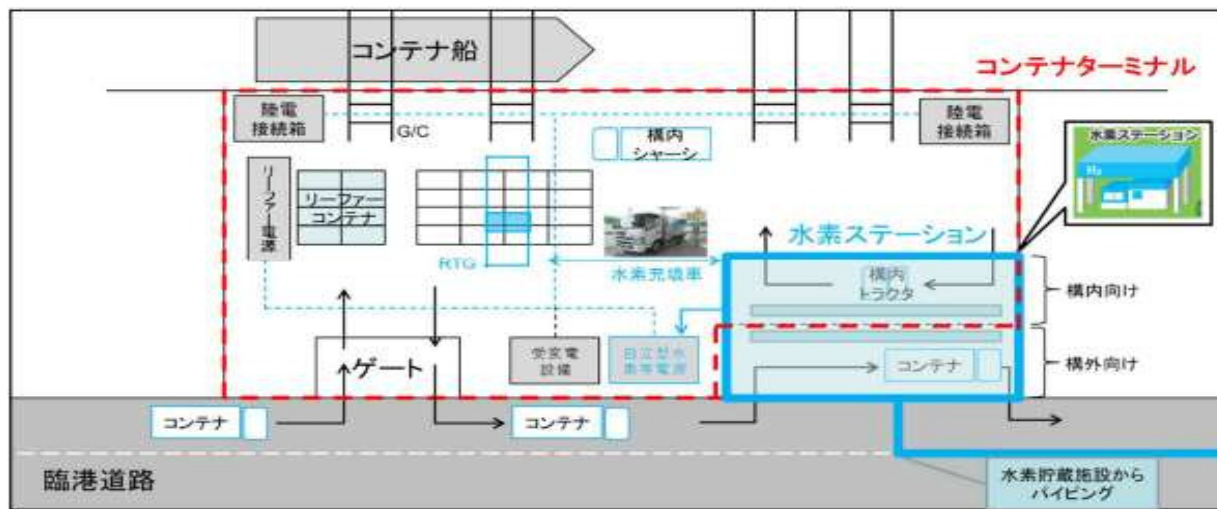 コンテナ船
コンテナターミナル
陸電
接続箱
G/C
構内
シャーシ
陸電
接続箱
水素ステーション
H₂
リーファー電源
リーファー
コンテナ
RTG
水素充填車
水素ステーション
構内
トラクタ
構内向け
ゲート
受変電
設備
自立型水
素等電源
コンテナ
構外向け
コンテナ
コンテナ
臨港道路
水素貯蔵施設から
パイピング